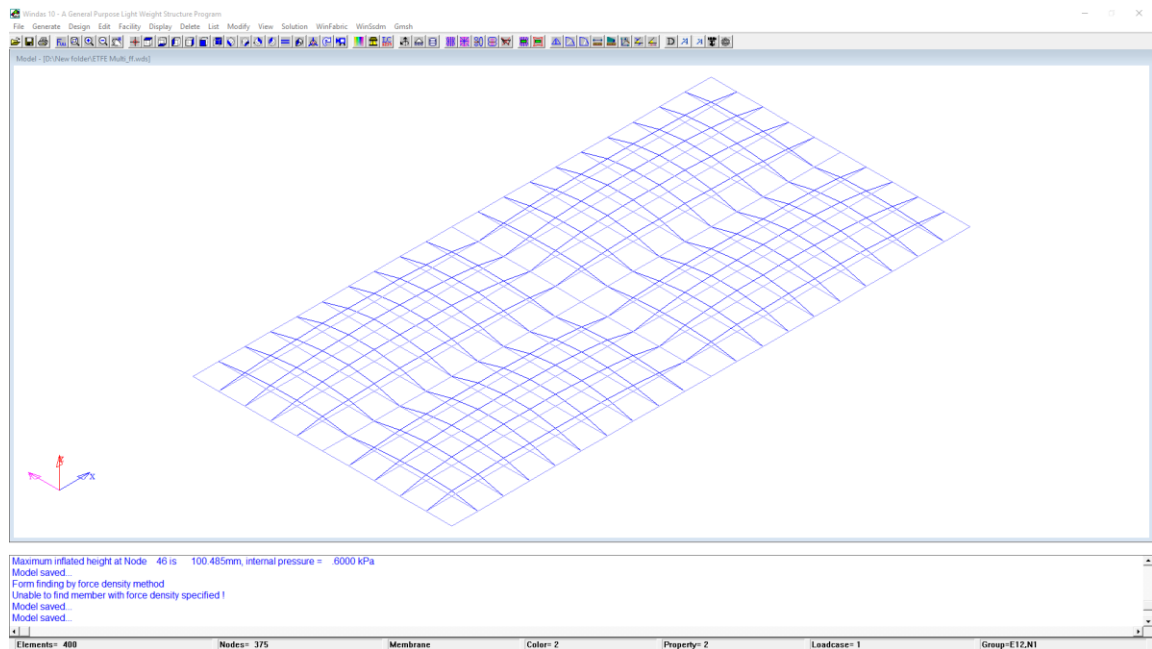 Windas 10 - A General Purpose Light Weight Structure Program
File Generate Design Edit Facility Display Delete List Modify View Solution WinFabric WinSsdm Gmsh
Model - [D:\New folder\ETFE Multi_ff.wds]
X
Maximum inflated height at Node 46 is 100.485mm, internal pressure = .6000 kPa
Model saved...
Form finding by force density method
Unable to find member with force density specified !
Model saved...
Model saved...
Elements= 400 Nodes= 375 Membrane Color= 2 Property= 2 Loadcase= 1 Group=E12,N1